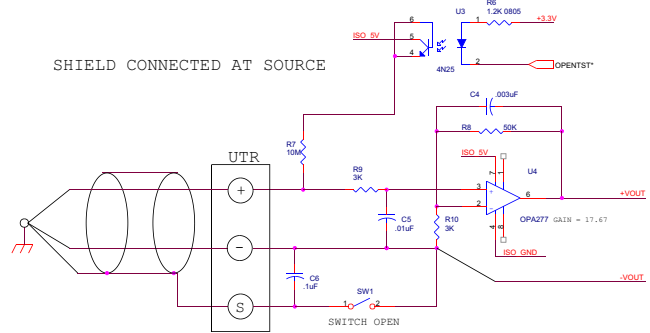 R6
1.2K 0805
U3
6
1
+3.3V
ISO_5V
5
4
2
4N25
OPENTST*
SHIELD CONNECTED AT SOURCE
C4
.003uF
R8
50K
R7
10M
ISO_5V
UTR
R9
3K
7
1
U4
+
3
+
6
+VOUT
2
-
OPA277
GAIN = 17.67
C5
.01uF
R10
3K
4
8
ISO_GND
-
C6
.1uF
-VOUT
SW1
S
1
2
SWITCH OPEN